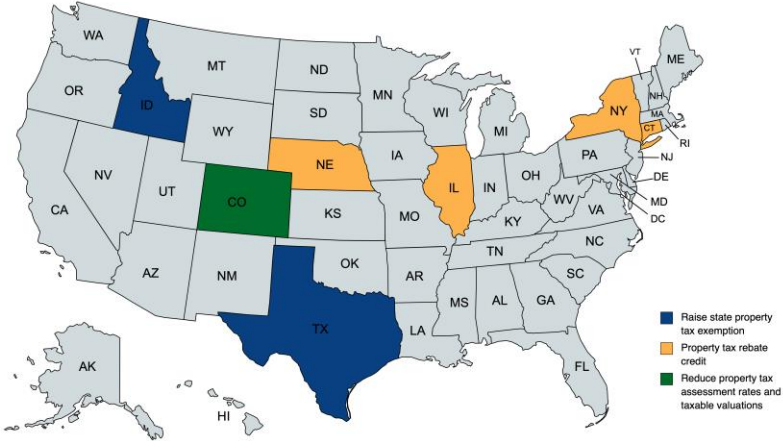 WA
MT
ND
MN
VT
ME
OR
ID
SD
WI
MI
NY
NH
MA
CT
RI
WY
NE
IA
PA
NJ
NV
UT
CO
IL
IN
OH
DE
MD
DC
CA
KS
MO
WV
VA
KY
AZ
NM
OK
AR
TN
NC
SC
TX
LA
MS
AL
GA
FL
AK
HI
Raise state property
tax exemption
Property tax rebate
credit
Reduce property tax
assessment rates and
taxable valuations